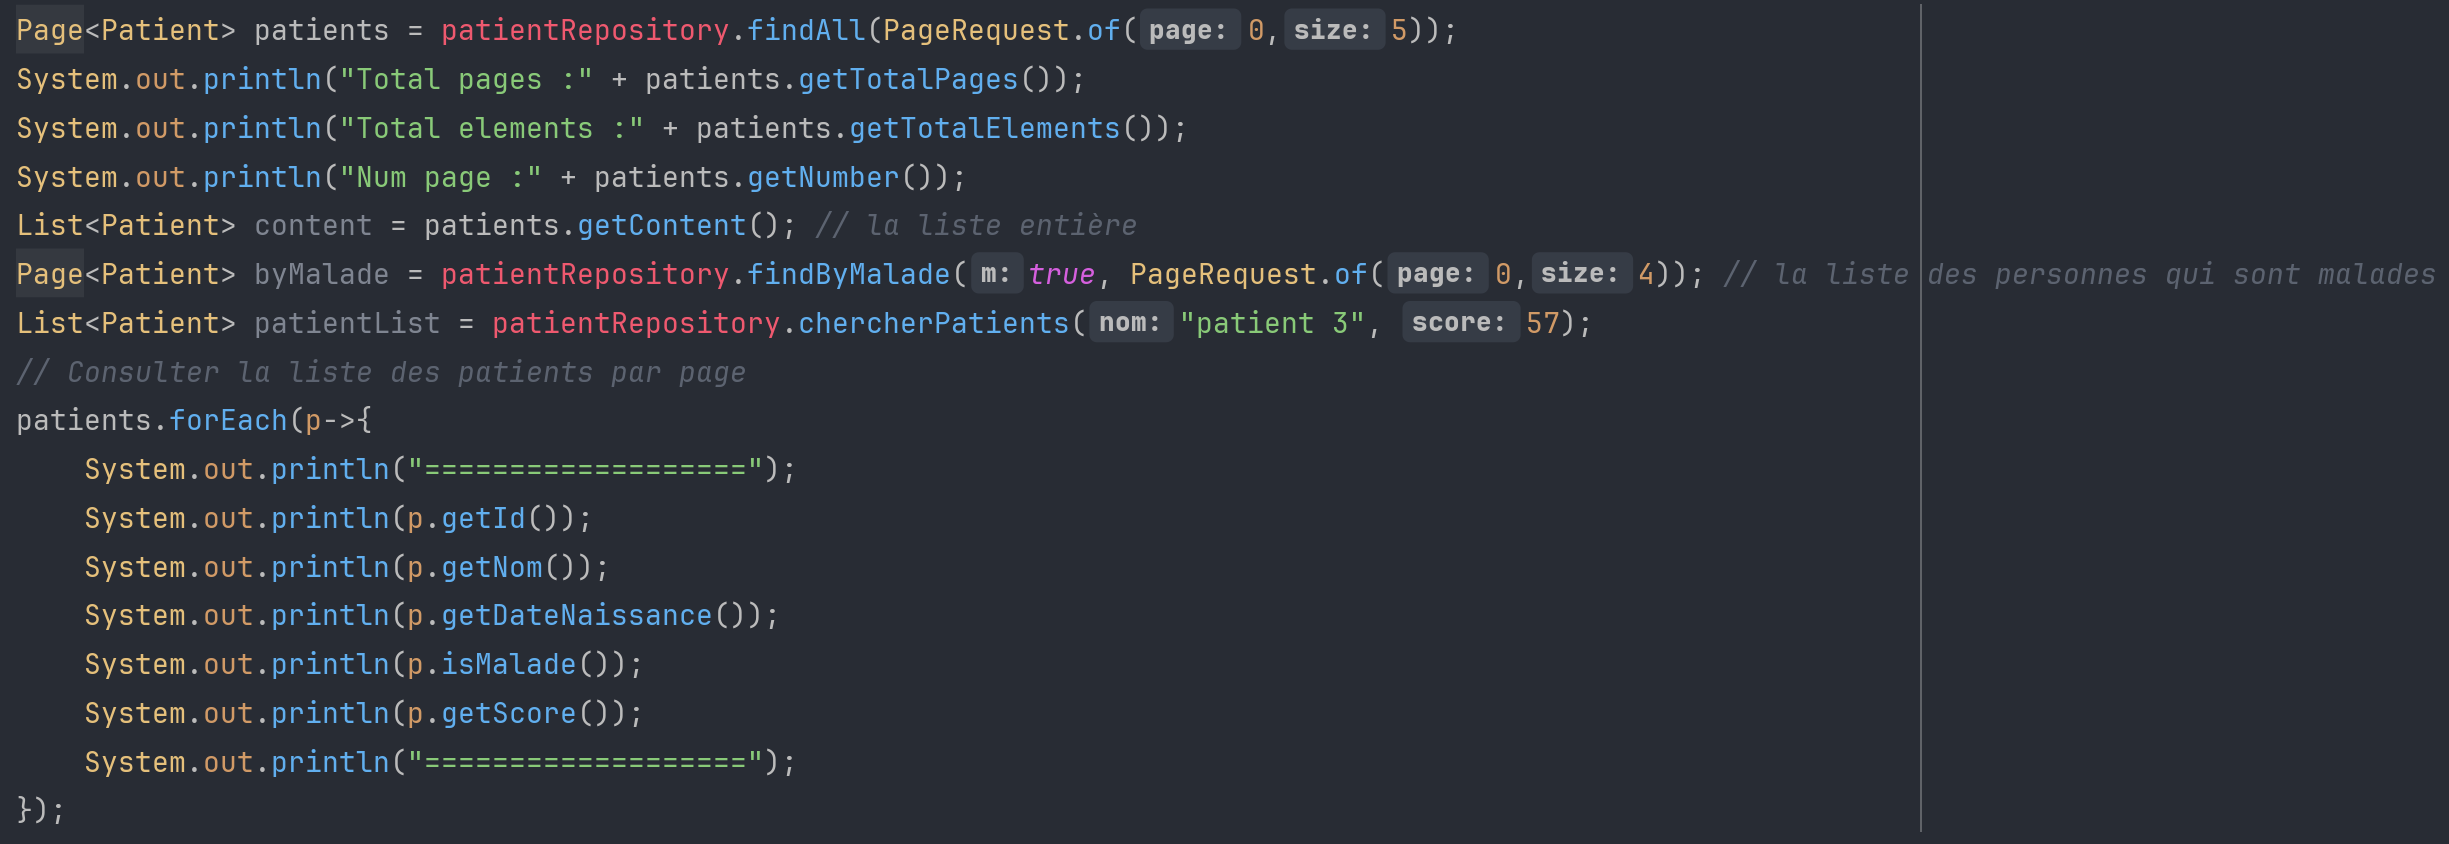 Page<Patient> patients = patientRepository.findAll(PageRequest.of( page: 0, size: 5));
System.out.println("Total pages :" + patients.getTotalPages());
System.out.println("Total elements :" + patients.getTotalElements());
System.out.println("Num page :" + patients.getNumber());
List<Patient> content = patients.getContent(); // la liste entière
Page<Patient> byMalade = patientRepository.findByMalade( m: true, PageRequest.of( page: 0, size: 4)); // la liste des personnes qui sont malades
List<Patient> patientList = patientRepository.chercherPatients( nom: "patient 3", score: 57);
// Consulter la liste des patients par page
patients.forEach(p->{
    System.out.println("===================");
    System.out.println(p.getId());
    System.out.println(p.getNom());
    System.out.println(p.getDateNaissance());
    System.out.println(p.isMalade());
    System.out.println(p.getScore());
    System.out.println("===================");
});